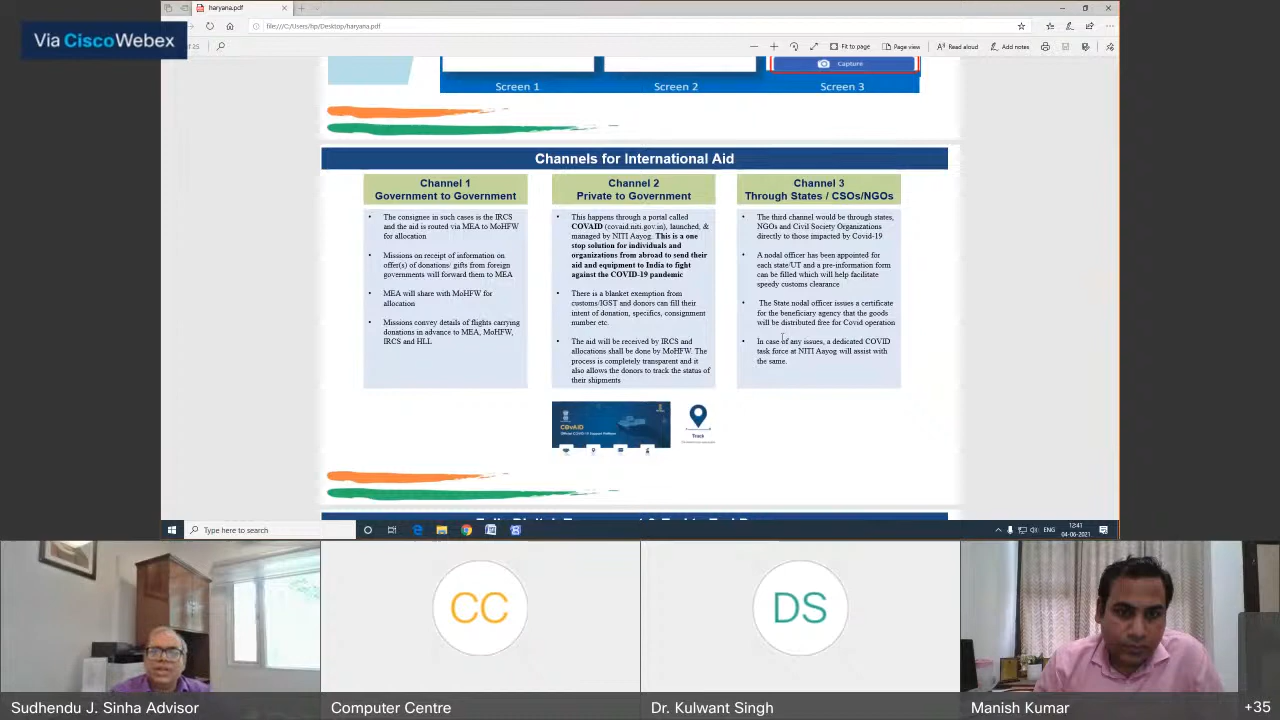 haryana.pdf
Via Cisco Webex
file:///C:/Users/hp/Desktop/haryana.pdf
Fit to page
Page view
Read aloud
Add notes
Capture
Screen 1
Screen 2
Screen 3
Channels for International Aid
Channel 1
Government to Government
• The consignee in such cases is the IRCS
and the aid is routed via MEA to MoHFW
for allocation
• Missions on receipt of information on
offer(s) of donations/ gifts from foreign
governments will forward them to MEA
• MEA will share with MoHFW for
allocation
• Missions convey details of flights carrying
donations in advance to MEA, MoHFW,
IRCS and HLL
Channel 2
Private to Government
• This happens through a portal called
COVAID (covaid.niti.gov.in), launched, &
managed by NITI Aayog. This is a one
stop solution for individuals and
organizations from abroad to send their
aid and equipment to India to fight
against the COVID-19 pandemic
• There is a blanket exemption from
customs/IGST and donors can fill their
intent of donation, specifics, consignment
number etc.
• The aid will be received by IRCS and
allocations shall be done by MoHFW. The
process is completely transparent and it
also allows the donors to track the status of
their shipments
Channel 3
Through States / CSOs/NGOs
• The third channel would be through states,
NGOs and Civil Society Organizations
directly to those impacted by Covid-19
• A nodal officer has been appointed for
each state/UT and a pre-information form
can be filled which will help facilitate
speedy customs clearance
• The State nodal officer issues a certificate
for the beneficiary agency that the goods
will be distributed free for Covid operation
• In case of any issues, a dedicated COVID
task force at NITI Aayog will assist with
the same.
COVAID
Track
Type here to search
ENG
12:41
04-06-2021
CC
DS
Sudhendu J. Sinha Advisor
Computer Centre
Dr. Kulwant Singh
Manish Kumar
+35